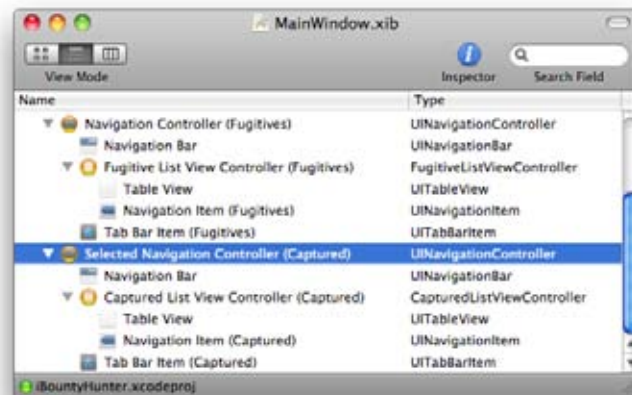 MainWindow.xib
View Mode Inspector Search Field
Name Type
Navigation Controller (Fugitives) UINavigationController
Navigation Bar UINavigationBar
Fugitive List View Controller (Fugitives) FugitiveListViewController
Table View UITableView
Navigation Item (Fugitives) UINavigationItem
Tab Bar Item (Fugitives) UITabBarItem
Selected Navigation Controller (Captured) UINavigationController
Navigation Bar UINavigationBar
Captured List View Controller (Captured) CapturedListViewController
Table View UITableView
Navigation Item (Captured) UINavigationItem
Tab Bar Item (Captured) UITabBarItem
iBountyHunter.xcodeproj